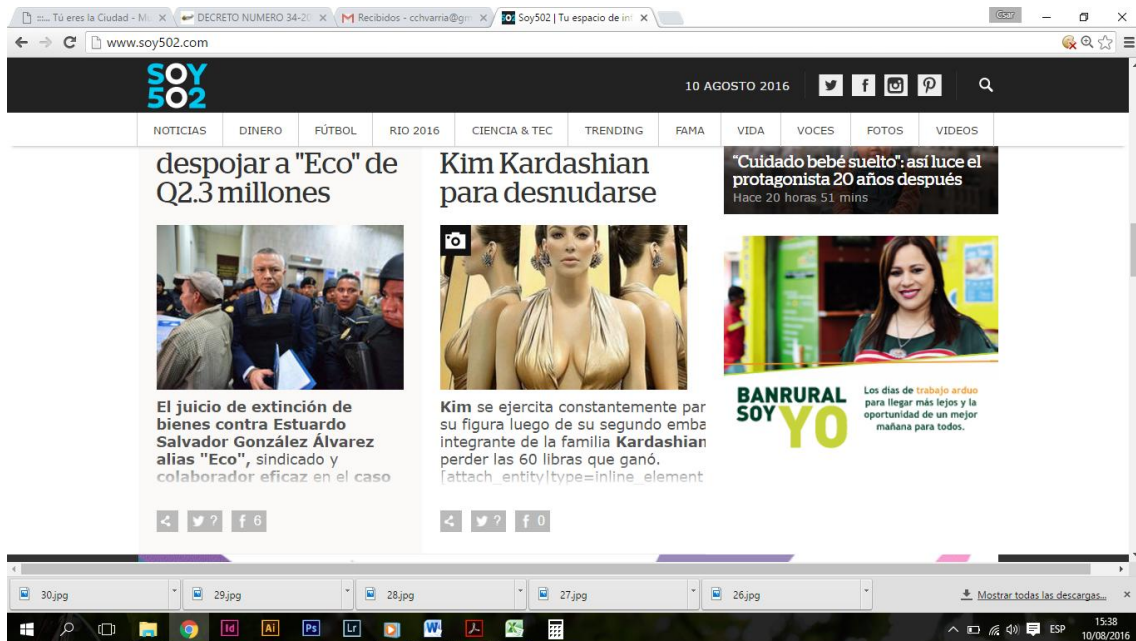 ::... Tú eres la Ciudad - Mu
DECRETO NUMERO 34-20
Recibidos - cchvarria@gm
Soy502 | Tu espacio de inf
Csar
www.soy502.com
SOY
502
10 AGOSTO 2016
NOTICIAS DINERO FÚTBOL RIO 2016 CIENCIA & TEC TRENDING FAMA VIDA VOCES FOTOS VIDEOS
despojar a "Eco" de
Q2.3 millones
El juicio de extinción de
bienes contra Estuardo
Salvador González Álvarez
alias "Eco", sindicado y
colaborador eficaz en el caso
? 6
Kim Kardashian
para desnudarse
Kim se ejercita constantemente par
su figura luego de su segundo emba
integrante de la familia Kardashian
perder las 60 libras que ganó.
[attach_entity|type=inline_element
? 0
"Cuidado bebé suelto": así luce el
protagonista 20 años después
Hace 20 horas 51 mins
BANRURAL
SOY YO
Los días de trabajo arduo
para llegar más lejos y la
oportunidad de un mejor
mañana para todos.
30.jpg 29.jpg 28.jpg 27.jpg 26.jpg Mostrar todas las descargas...
Id Ai Ps Lr W X
ESP
15:38
10/08/2016